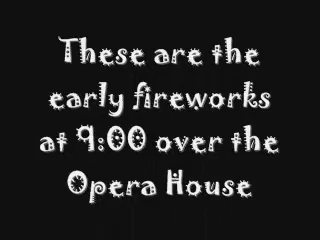 These are the
early fireworks
at 9:00 over the
Opera House